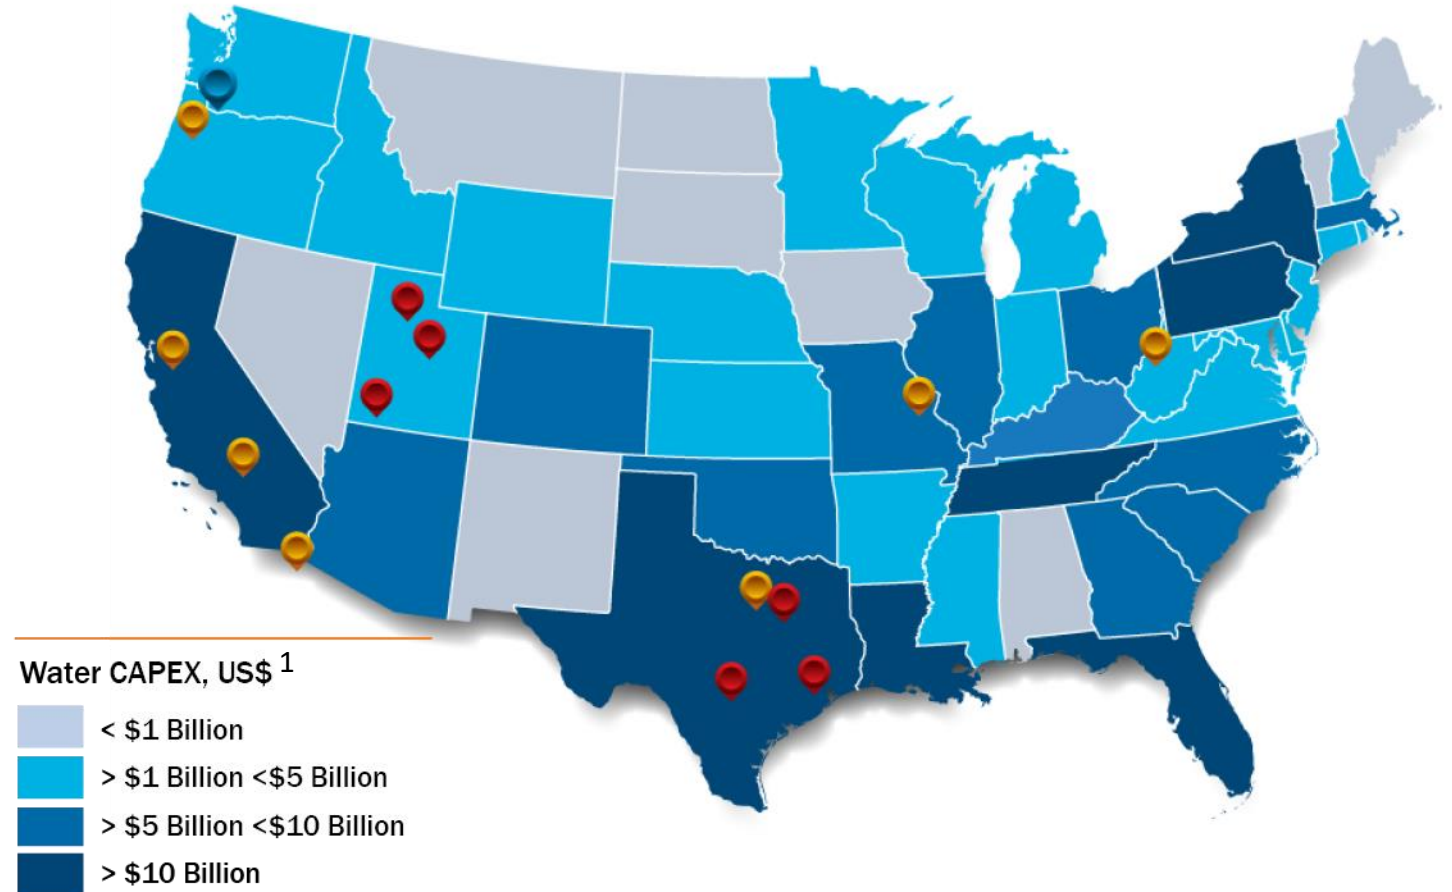 Water CAPEX, US$ 1
< $1 Billion
> $1 Billion <$5 Billion
> $5 Billion <$10 Billion
> $10 Billion